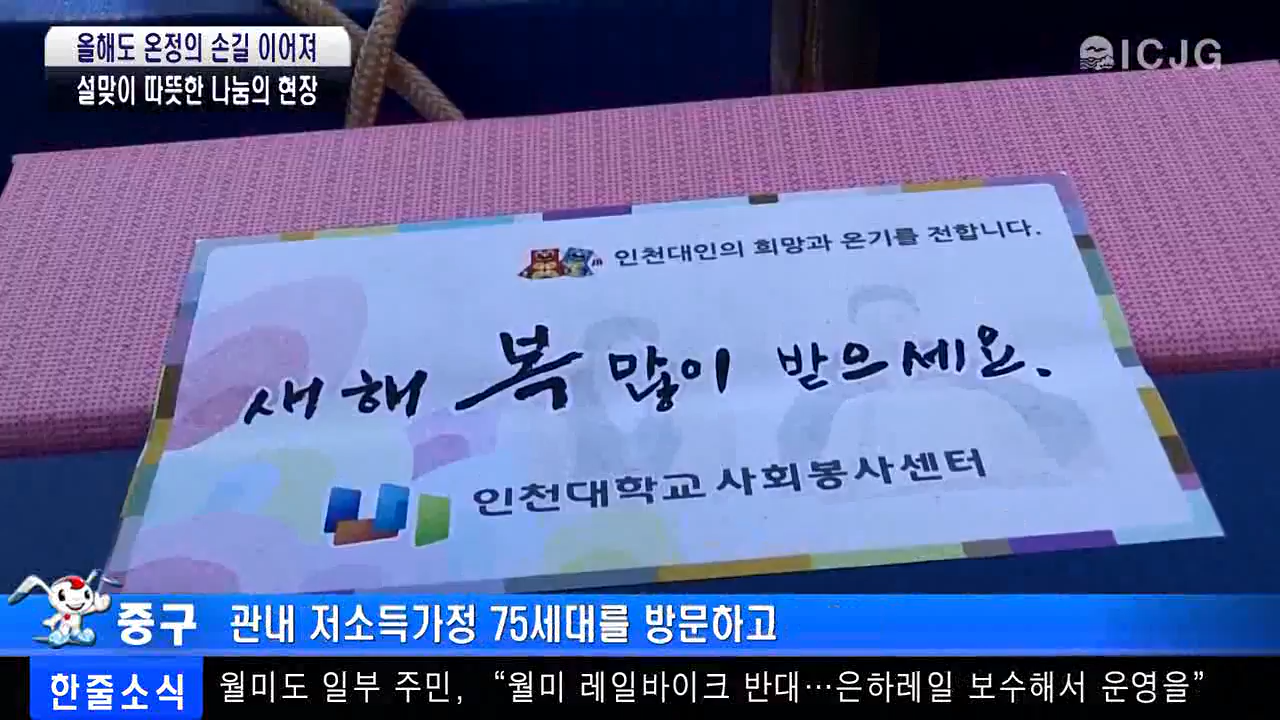 올해도 온정의 손길 이어져
설맞이 따뜻한 나눔의 현장
ICJG
인천대인의 희망과 온기를 전합니다.
새해 복 많이 받으세요.
인천대학교 사회봉사센터
중구 관내 저소득가정 75세대를 방문하고
한줄소식 월미도 일부 주민, “월미 레일바이크 반대…은하레일 보수해서 운영을”